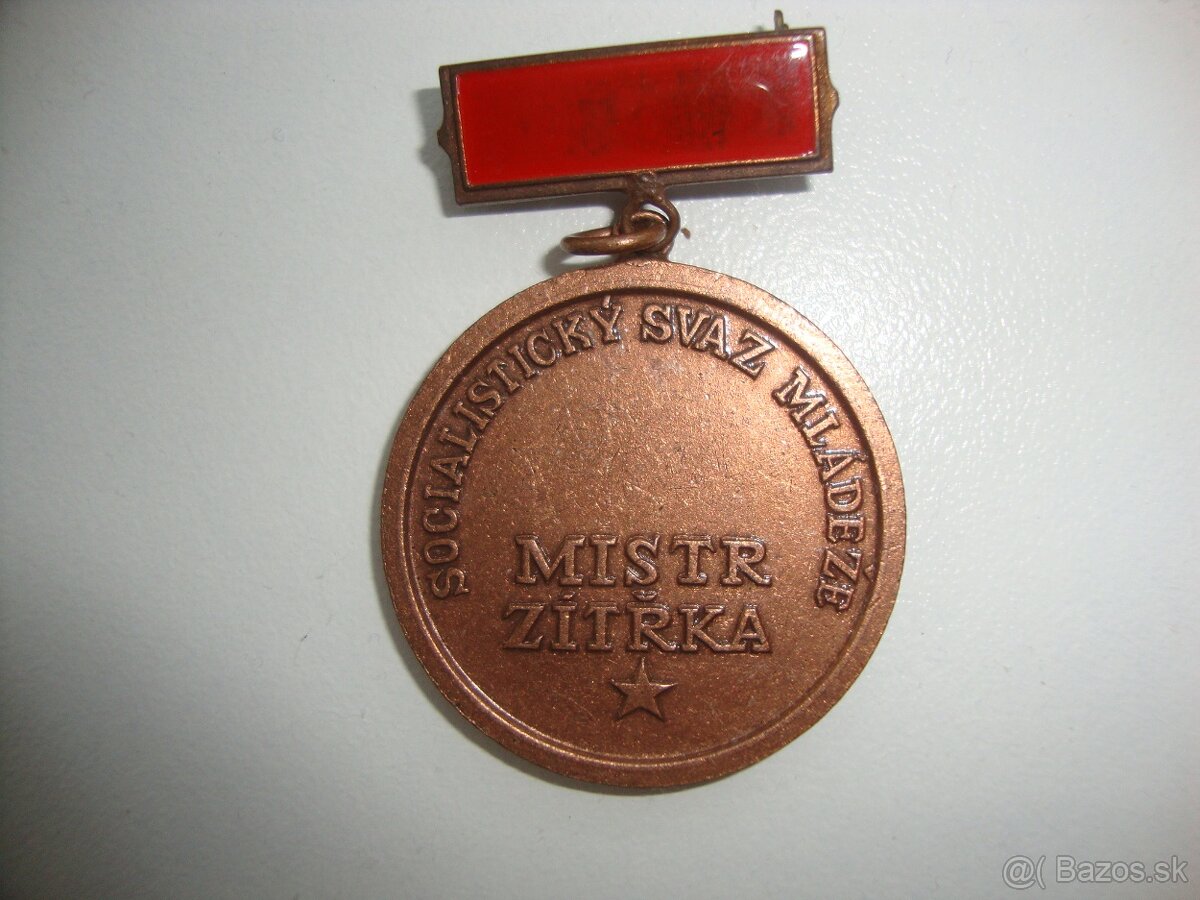 SOCIALISTICKÝ SVAZ MLÁDEŽE
MISTR
ZÍTŘKA
@( Bazos.sk